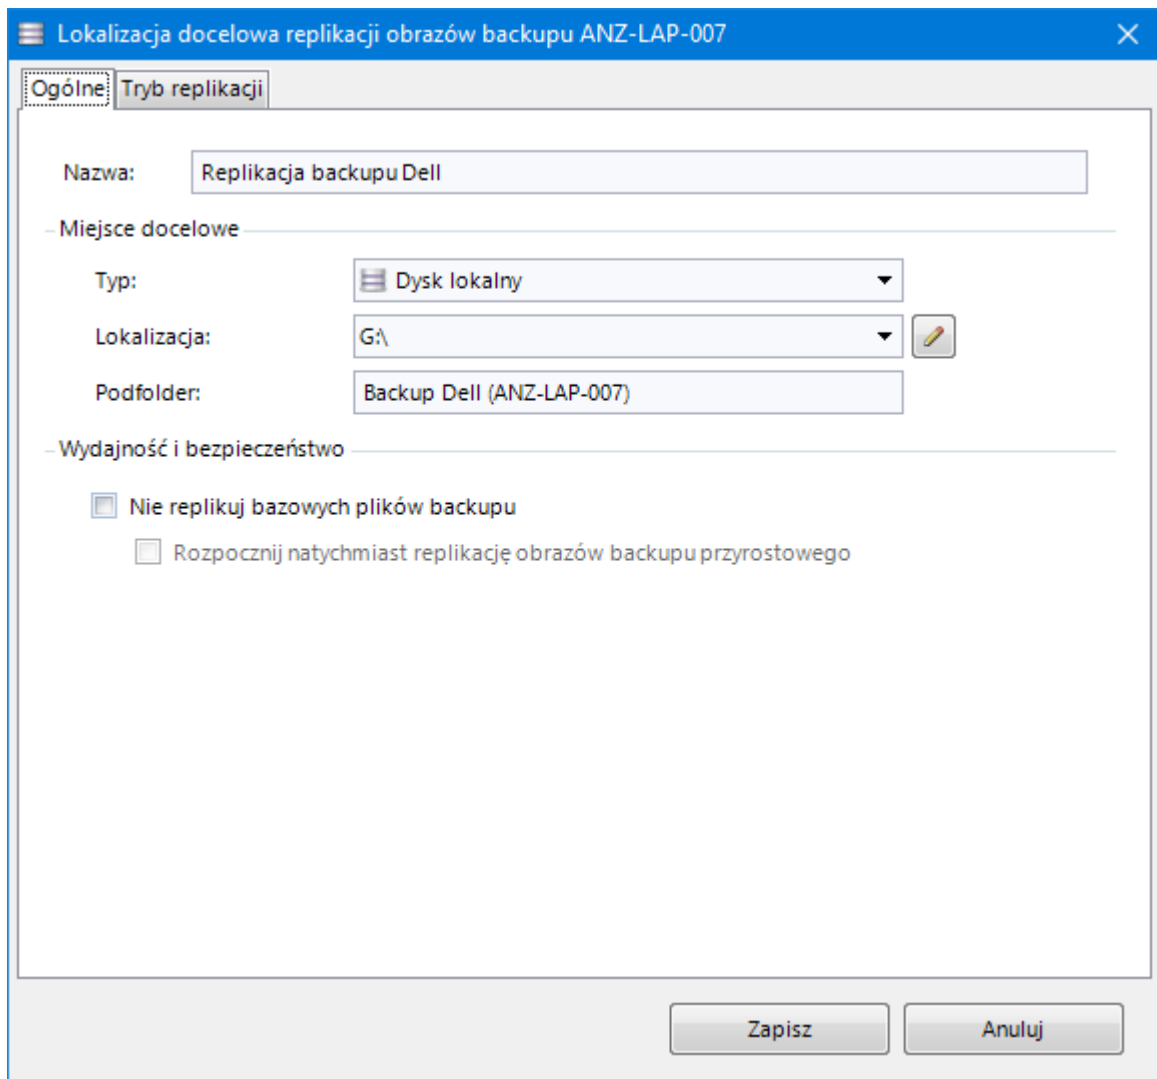 Lokalizacja docelowa replikacji obrazów backupu ANZ-LAP-007
Ogólne Tryb replikacji
Nazwa: Replikacja backupu Dell
Miejsce docelowe
Typ: Dysk lokalny
Lokalizacja: G:\
Podfolder: Backup Dell (ANZ-LAP-007)
Wydajność i bezpieczeństwo
Nie replikuj bazowych plików backupu
Rozpocznij natychmiast replikację obrazów backupu przyrostowego
Zapisz Anuluj